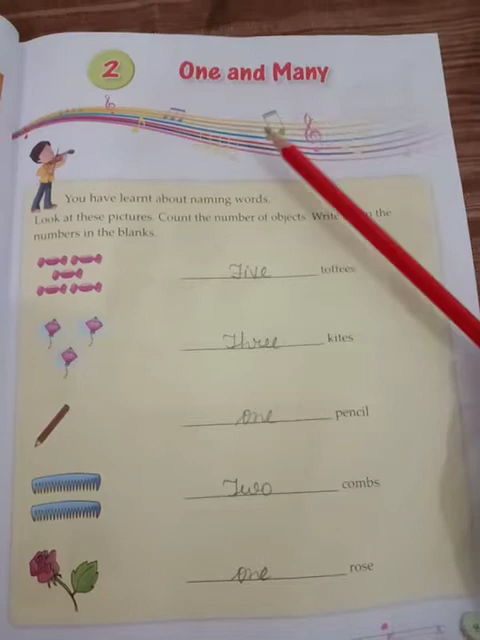 2 One and Many
You have learnt about naming words.
Look at these pictures. Count the number of objects. Write the
numbers in the blanks.
Five toffees
Three kites
one pencil
Two combs
one rose